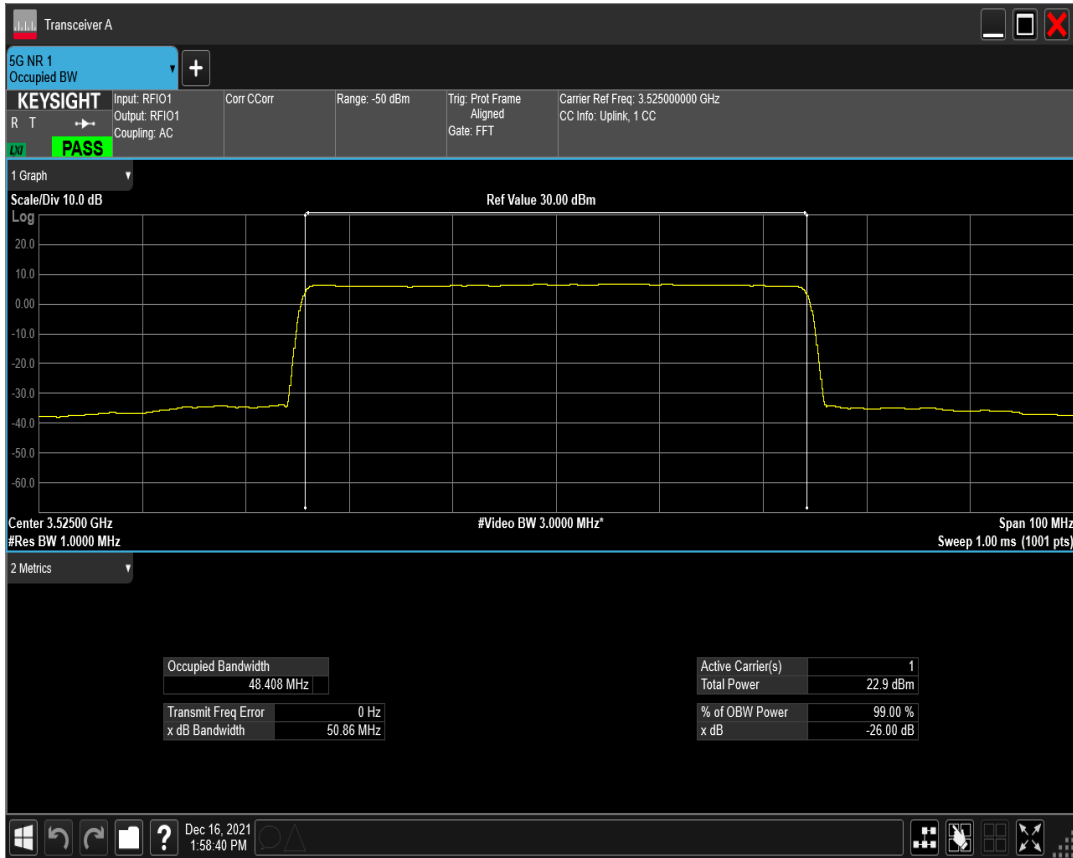 Transceiver A
5G NR 1
Occupied BW
+
KEYSIGHT
R T
LXI
PASS
Input: RFIO1
Output: RFIO1
Coupling: AC
Corr CCorr
Range: -50 dBm
Trig: Prot Frame
Aligned
Gate: FFT
Carrier Ref Freq: 3.525000000 GHz
CC Info: Uplink, 1 CC
1 Graph
Scale/Div 10.0 dB
Ref Value 30.00 dBm
Log
20.0
10.0
0.00
-10.0
-20.0
-30.0
-40.0
-50.0
-60.0
Center 3.52500 GHz
#Video BW 3.0000 MHz*
Span 100 MHz
#Res BW 1.0000 MHz
Sweep 1.00 ms (1001 pts)
2 Metrics
Occupied Bandwidth
48.408 MHz
Transmit Freq Error 0 Hz
x dB Bandwidth 50.86 MHz
Active Carrier(s) 1
Total Power 22.9 dBm
% of OBW Power 99.00 %
x dB -26.00 dB
?
Dec 16, 2021
1:58:40 PM